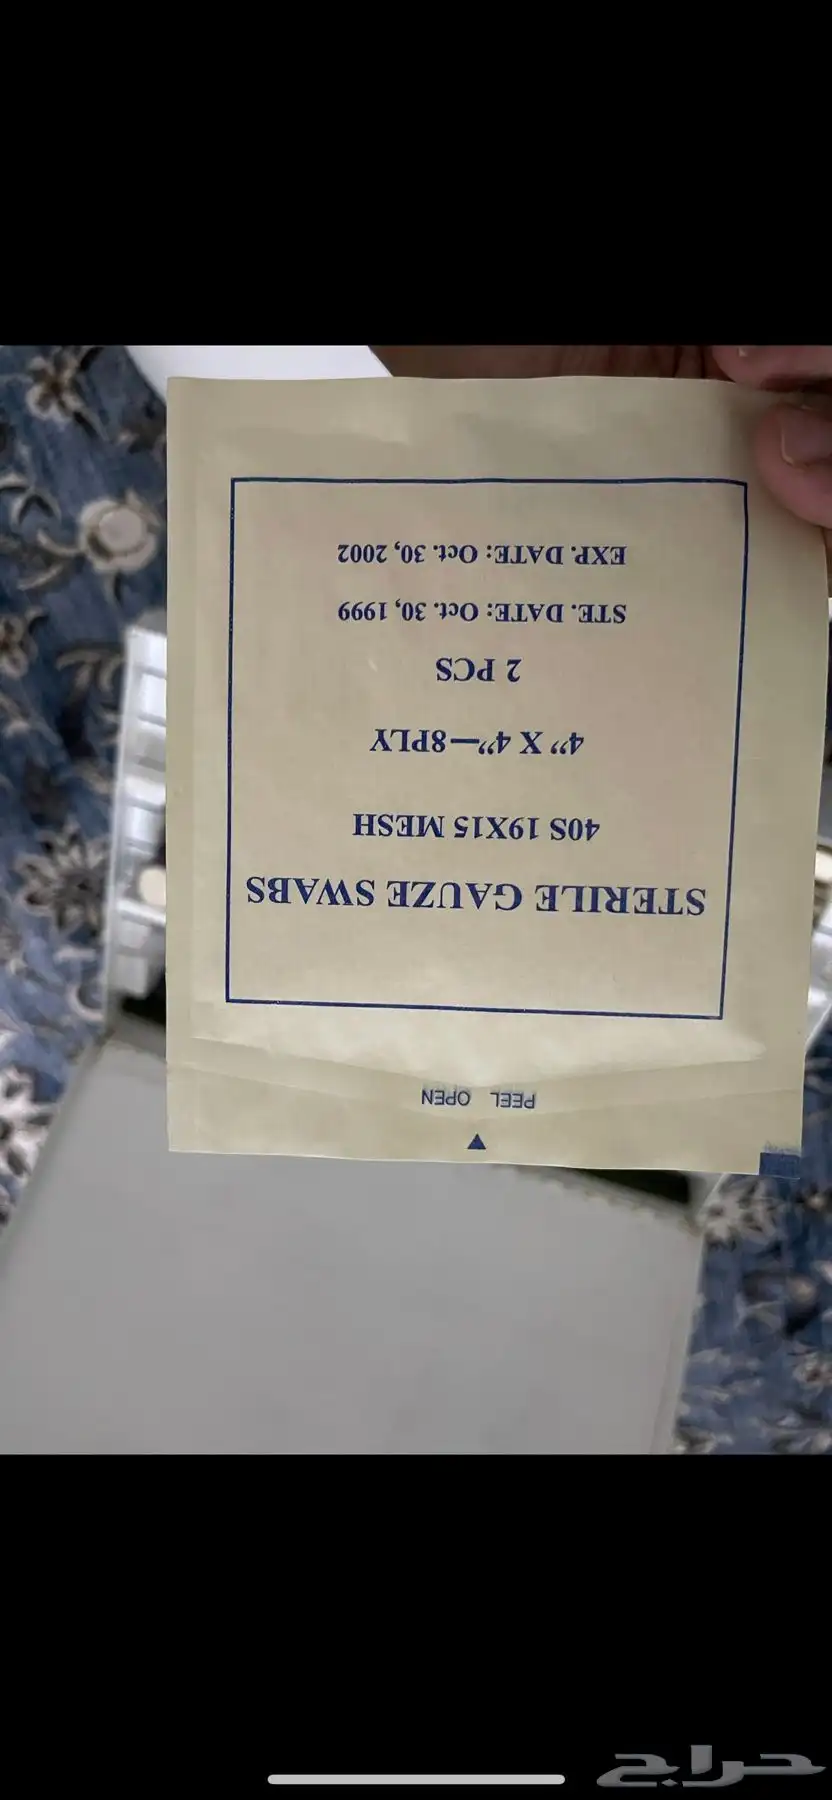 PEEL OPEN
STERILE GAUZE SWABS
40S 19X15 MESH
4” X 4”—8PLY
2 PCS
STE. DATE: Oct. 30, 1999
EXP. DATE: Oct. 30, 2002
حراج